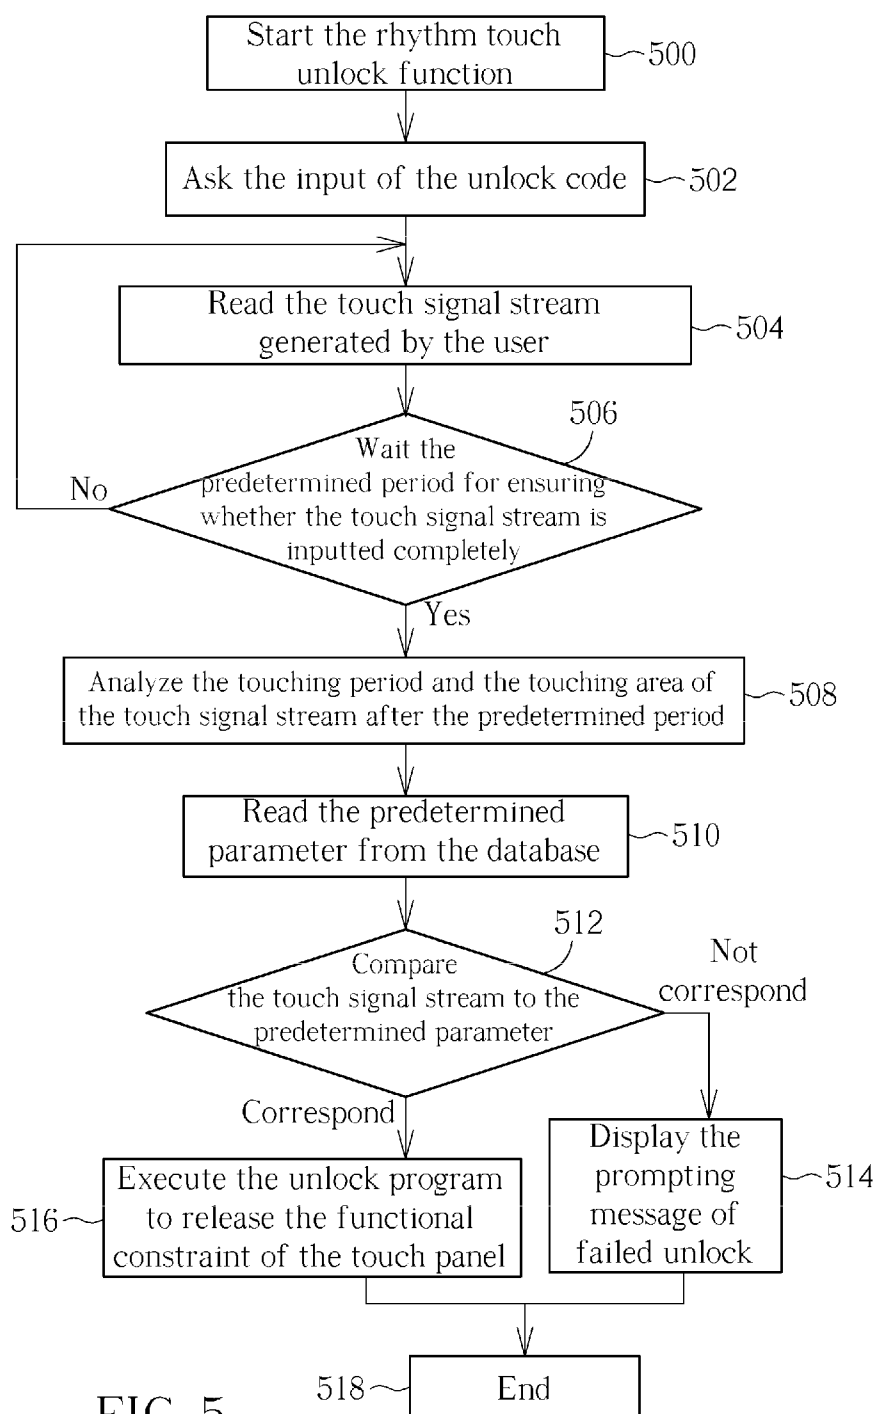 Start the rhythm touch
unlock function
500
Ask the input of the unlock code
502
Read the touch signal stream
generated by the user
504
506
Wait the
predetermined period for ensuring
whether the touch signal stream is
inputted completely
No
Yes
Analyze the touching period and the touching area of
the touch signal stream after the predetermined period
508
Read the predetermined
parameter from the database
510
512
Compare
the touch signal stream to the
predetermined parameter
Not
correspond
Correspond
Execute the unlock program
to release the functional
constraint of the touch panel
516
Display the
prompting
message of
failed unlock
514
End
518
FIG. 5